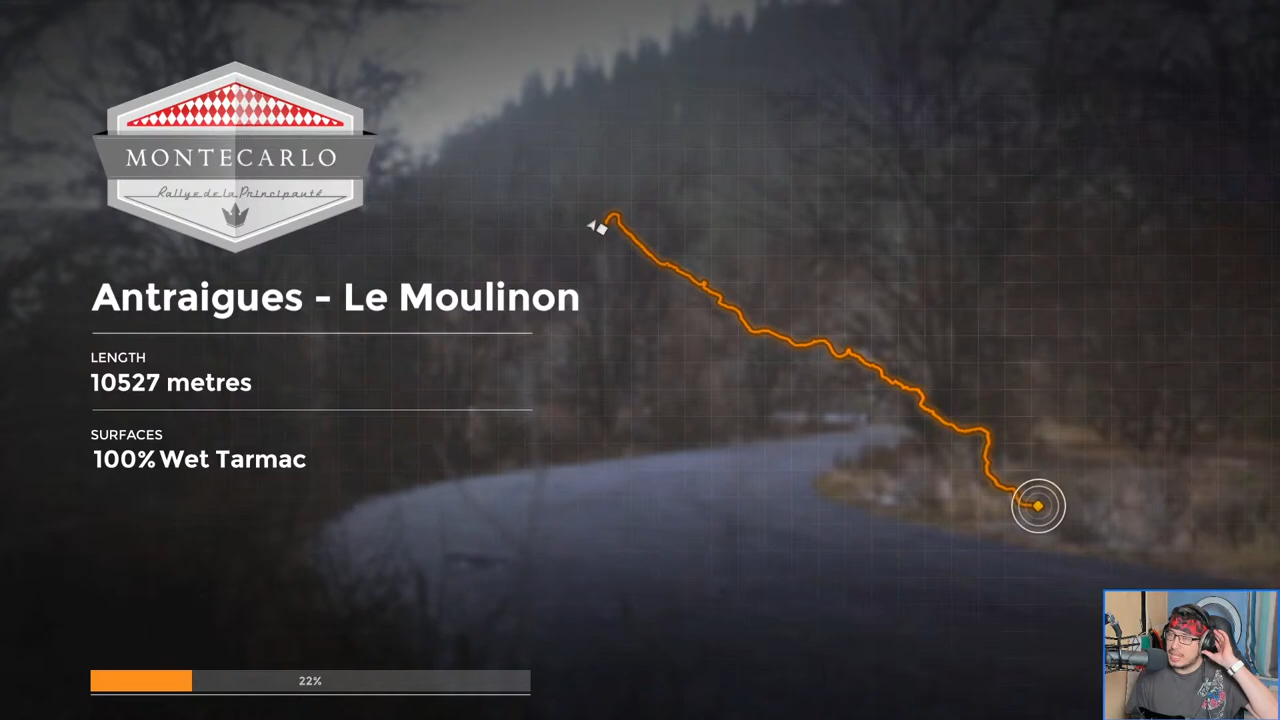 MONTECARLO
Rallye de la Principauté
Antraigues - Le Moulinon
LENGTH
10527 metres
SURFACES
100% Wet Tarmac
22%